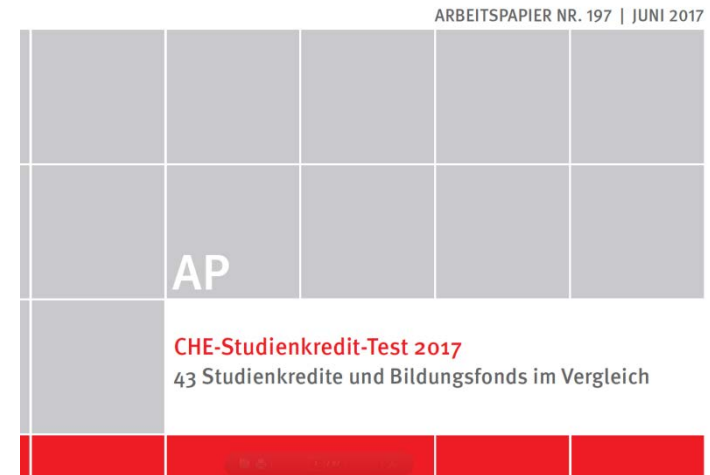 ARBEITSPAPIER NR. 197 | JUNI 2017
AP
CHE-Studienkredit-Test 2017
43 Studienkredite und Bildungsfonds im Vergleich